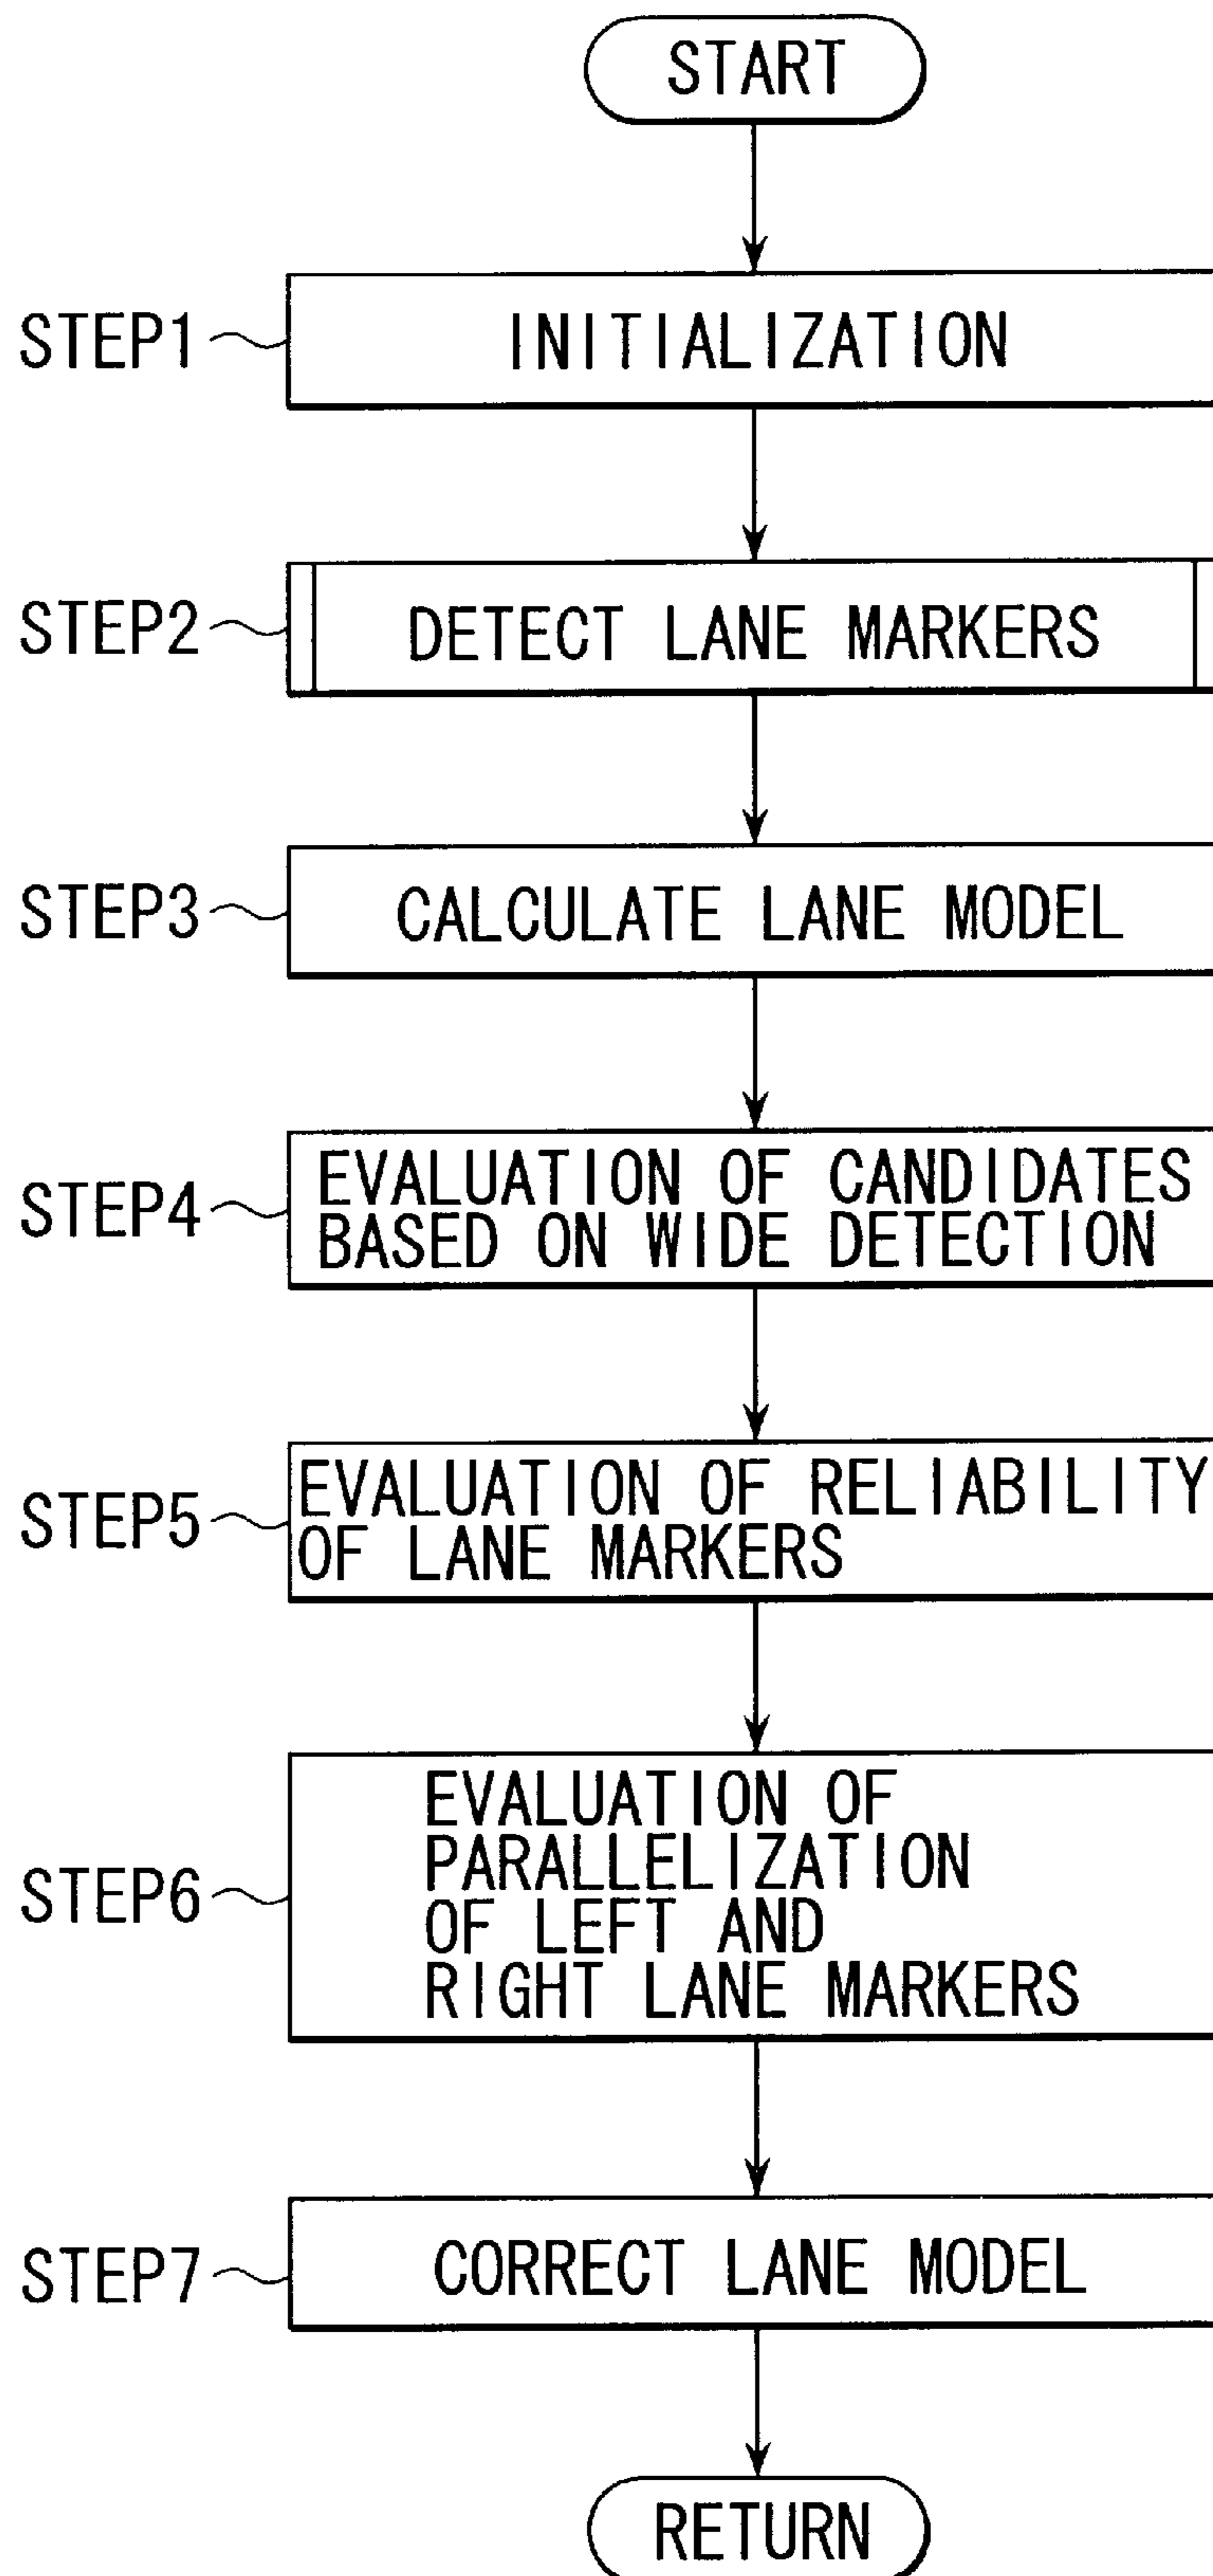 START
STEP1
INITIALIZATION
STEP2
DETECT LANE MARKERS
STEP3
CALCULATE LANE MODEL
STEP4
EVALUATION OF CANDIDATES
BASED ON WIDE DETECTION
STEP5
EVALUATION OF RELIABILITY
OF LANE MARKERS
STEP6
EVALUATION OF
PARALLELIZATION
OF LEFT AND
RIGHT LANE MARKERS
STEP7
CORRECT LANE MODEL
RETURN